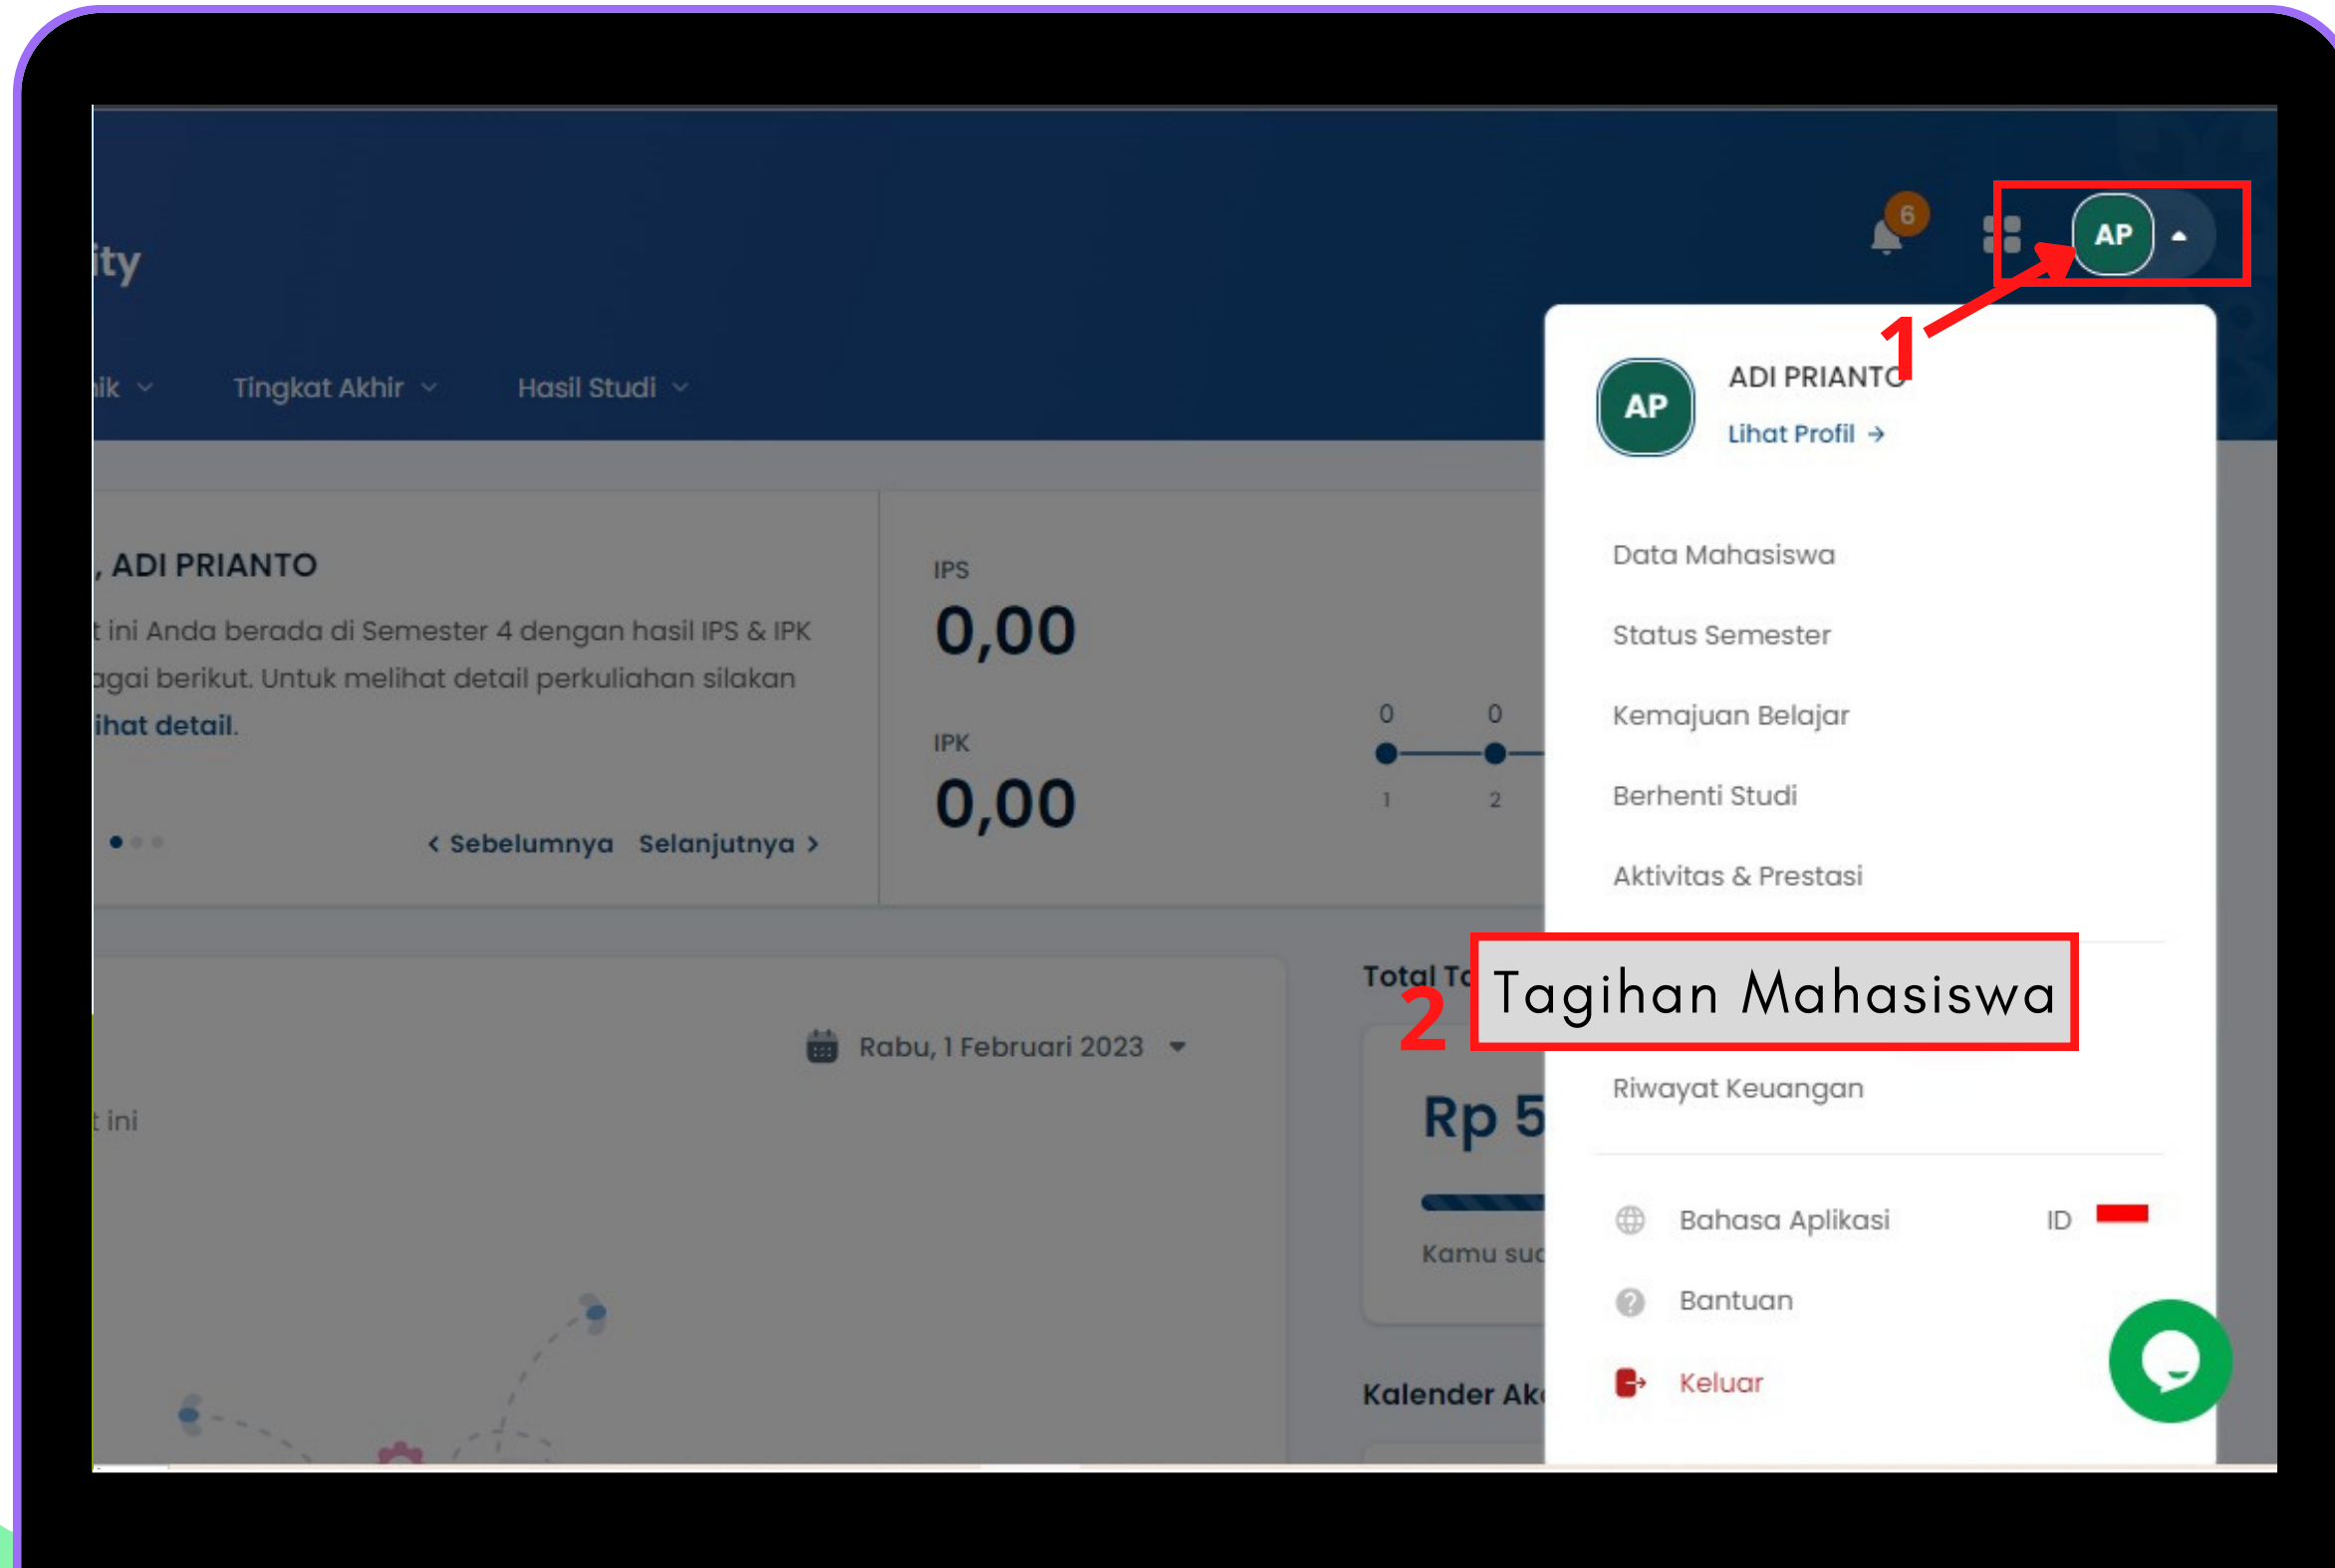 6
AP
ity
1
ik
Tingkat Akhir
Hasil Studi
AP
ADI PRIANTO
Lihat Profil →
, ADI PRIANTO
t ini Anda berada di Semester 4 dengan hasil IPS & IPK
agai berikut. Untuk melihat detail perkuliahan silakan
ihat detail.
< Sebelumnya Selanjutnya >
IPS
0,00
IPK
0,00
0 0
1 2
Data Mahasiswa
Status Semester
Kemajuan Belajar
Berhenti Studi
Aktivitas & Prestasi
Total
2
Tagihan Mahasiswa
Rabu, 1 Februari 2023
t ini
Rp 5
Kamu
Riwayat Keuangan
Bahasa Aplikasi ID
Bantuan
Keluar
Kalender